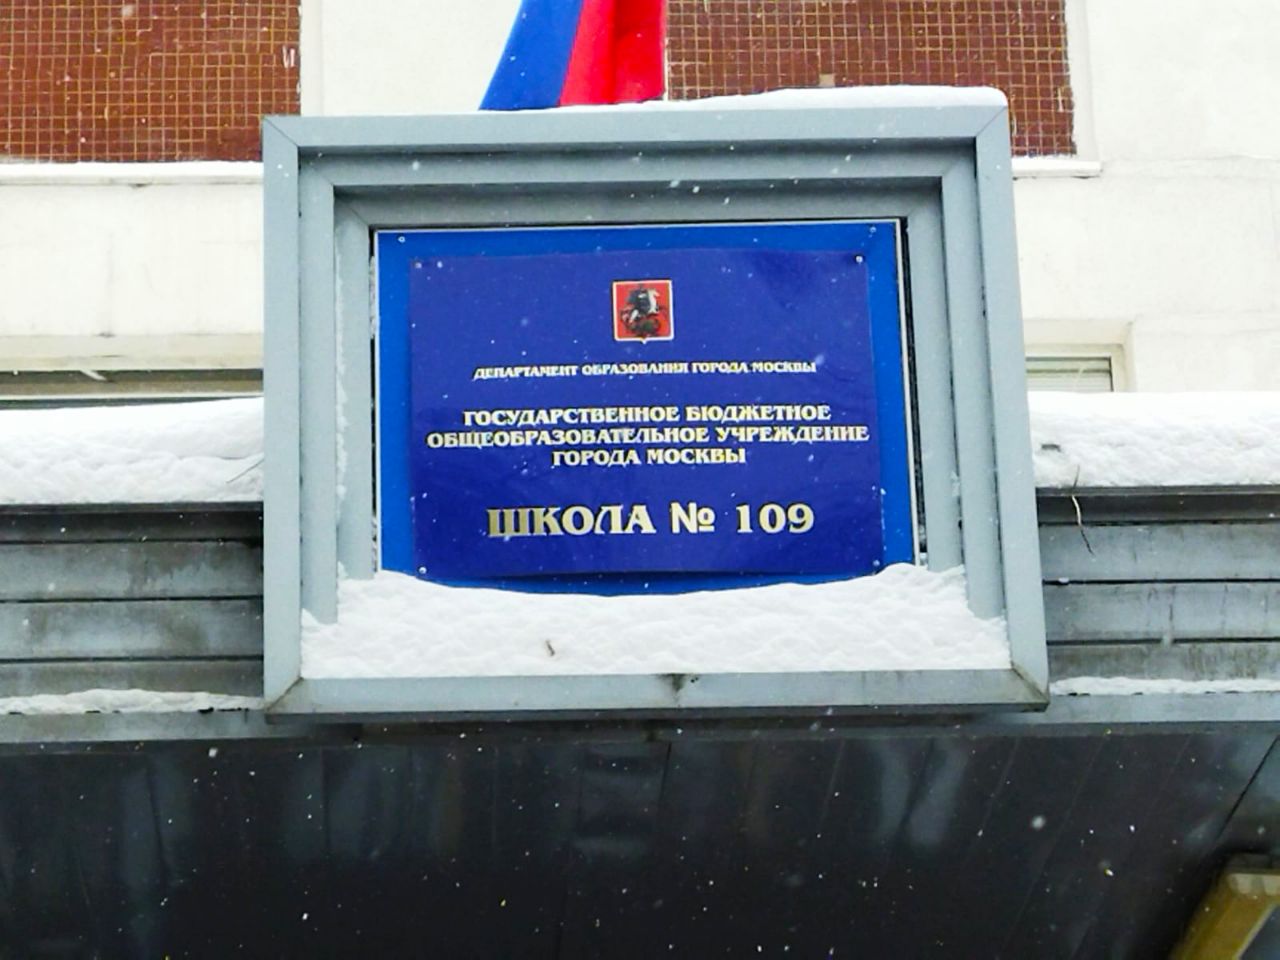 ДЕПАРТАМЕНТ ОБРАЗОВАНИЯ ГОРОДА МОСКВЫ
ГОСУДАРСТВЕННОЕ БЮДЖЕТНОЕ
ОБЩЕОБРАЗОВАТЕЛЬНОЕ УЧРЕЖДЕНИЕ
ГОРОДА МОСКВЫ
ШКОЛА № 109